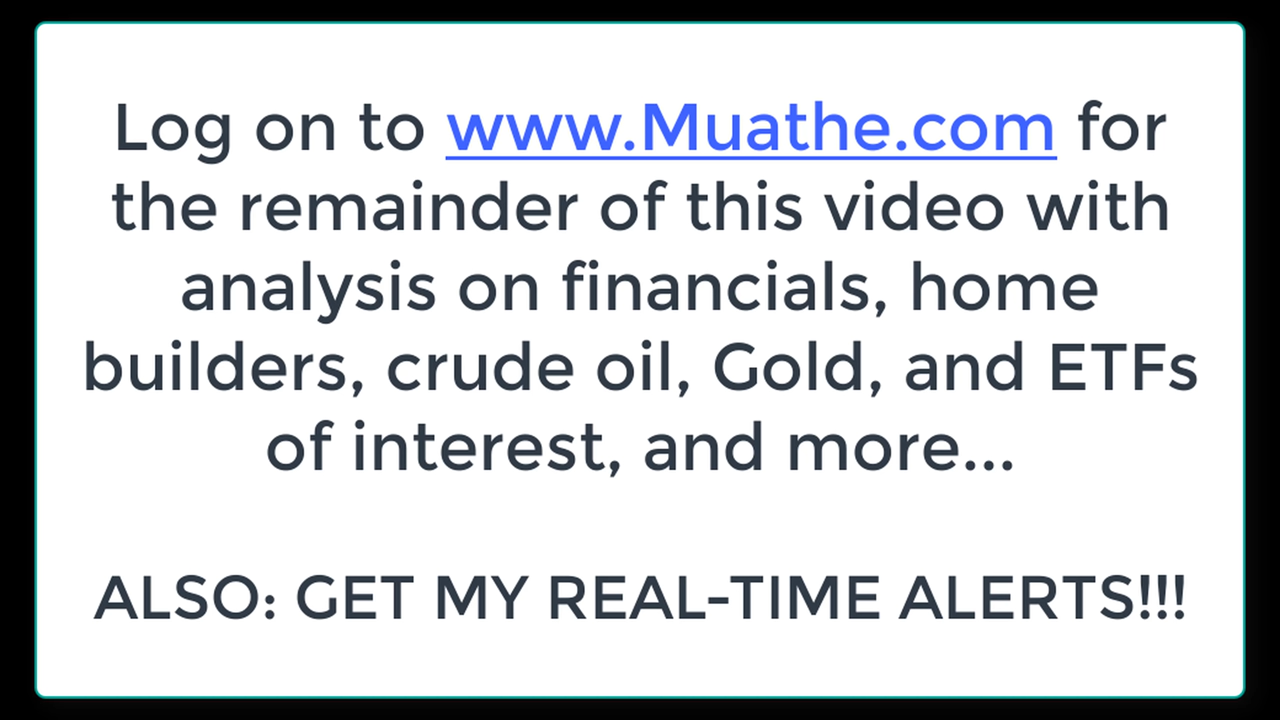 Log on to www.Muathe.com for
the remainder of this video with
analysis on financials, home
builders, crude oil, Gold, and ETFs
of interest, and more...
ALSO: GET MY REAL-TIME ALERTS!!!